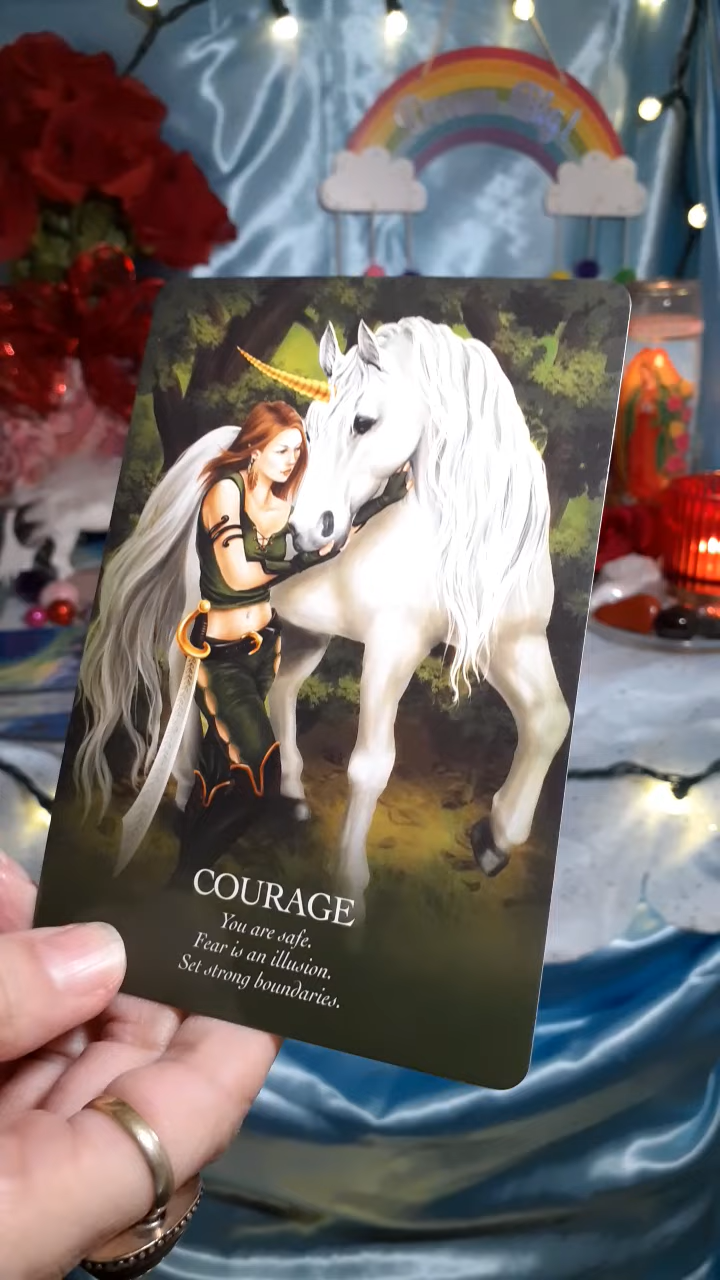 COURAGE
You are safe.
Fear is an illusion.
Set strong boundaries.